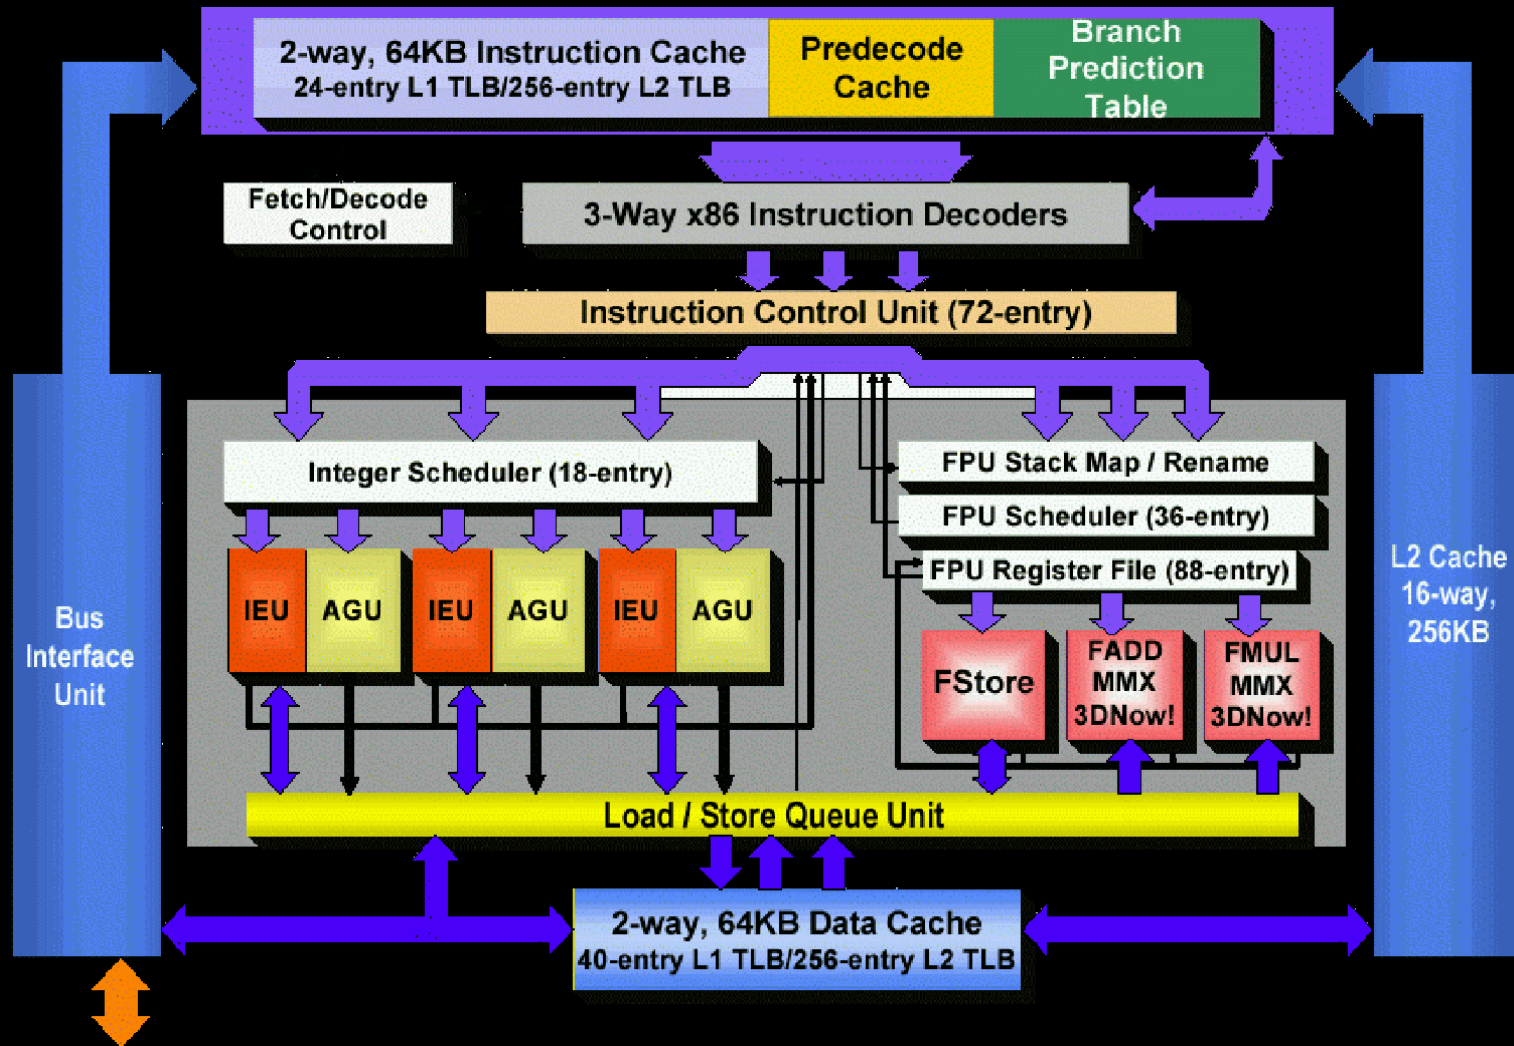 2-way, 64KB Instruction Cache
24-entry L1 TLB/256-entry L2 TLB
Predecode
Cache
Branch
Prediction
Table
Fetch/Decode
Control
3-Way x86 Instruction Decoders
Instruction Control Unit (72-entry)
Integer Scheduler (18-entry)
FPU Stack Map / Rename
FPU Scheduler (36-entry)
FPU Register File (88-entry)
IEU
AGU
IEU
AGU
IEU
AGU
FStore
FADD
MMX
3DNow!
FMUL
MMX
3DNow!
Bus
Interface
Unit
L2 Cache
16-way,
256KB
Load / Store Queue Unit
2-way, 64KB Data Cache
40-entry L1 TLB/256-entry L2 TLB